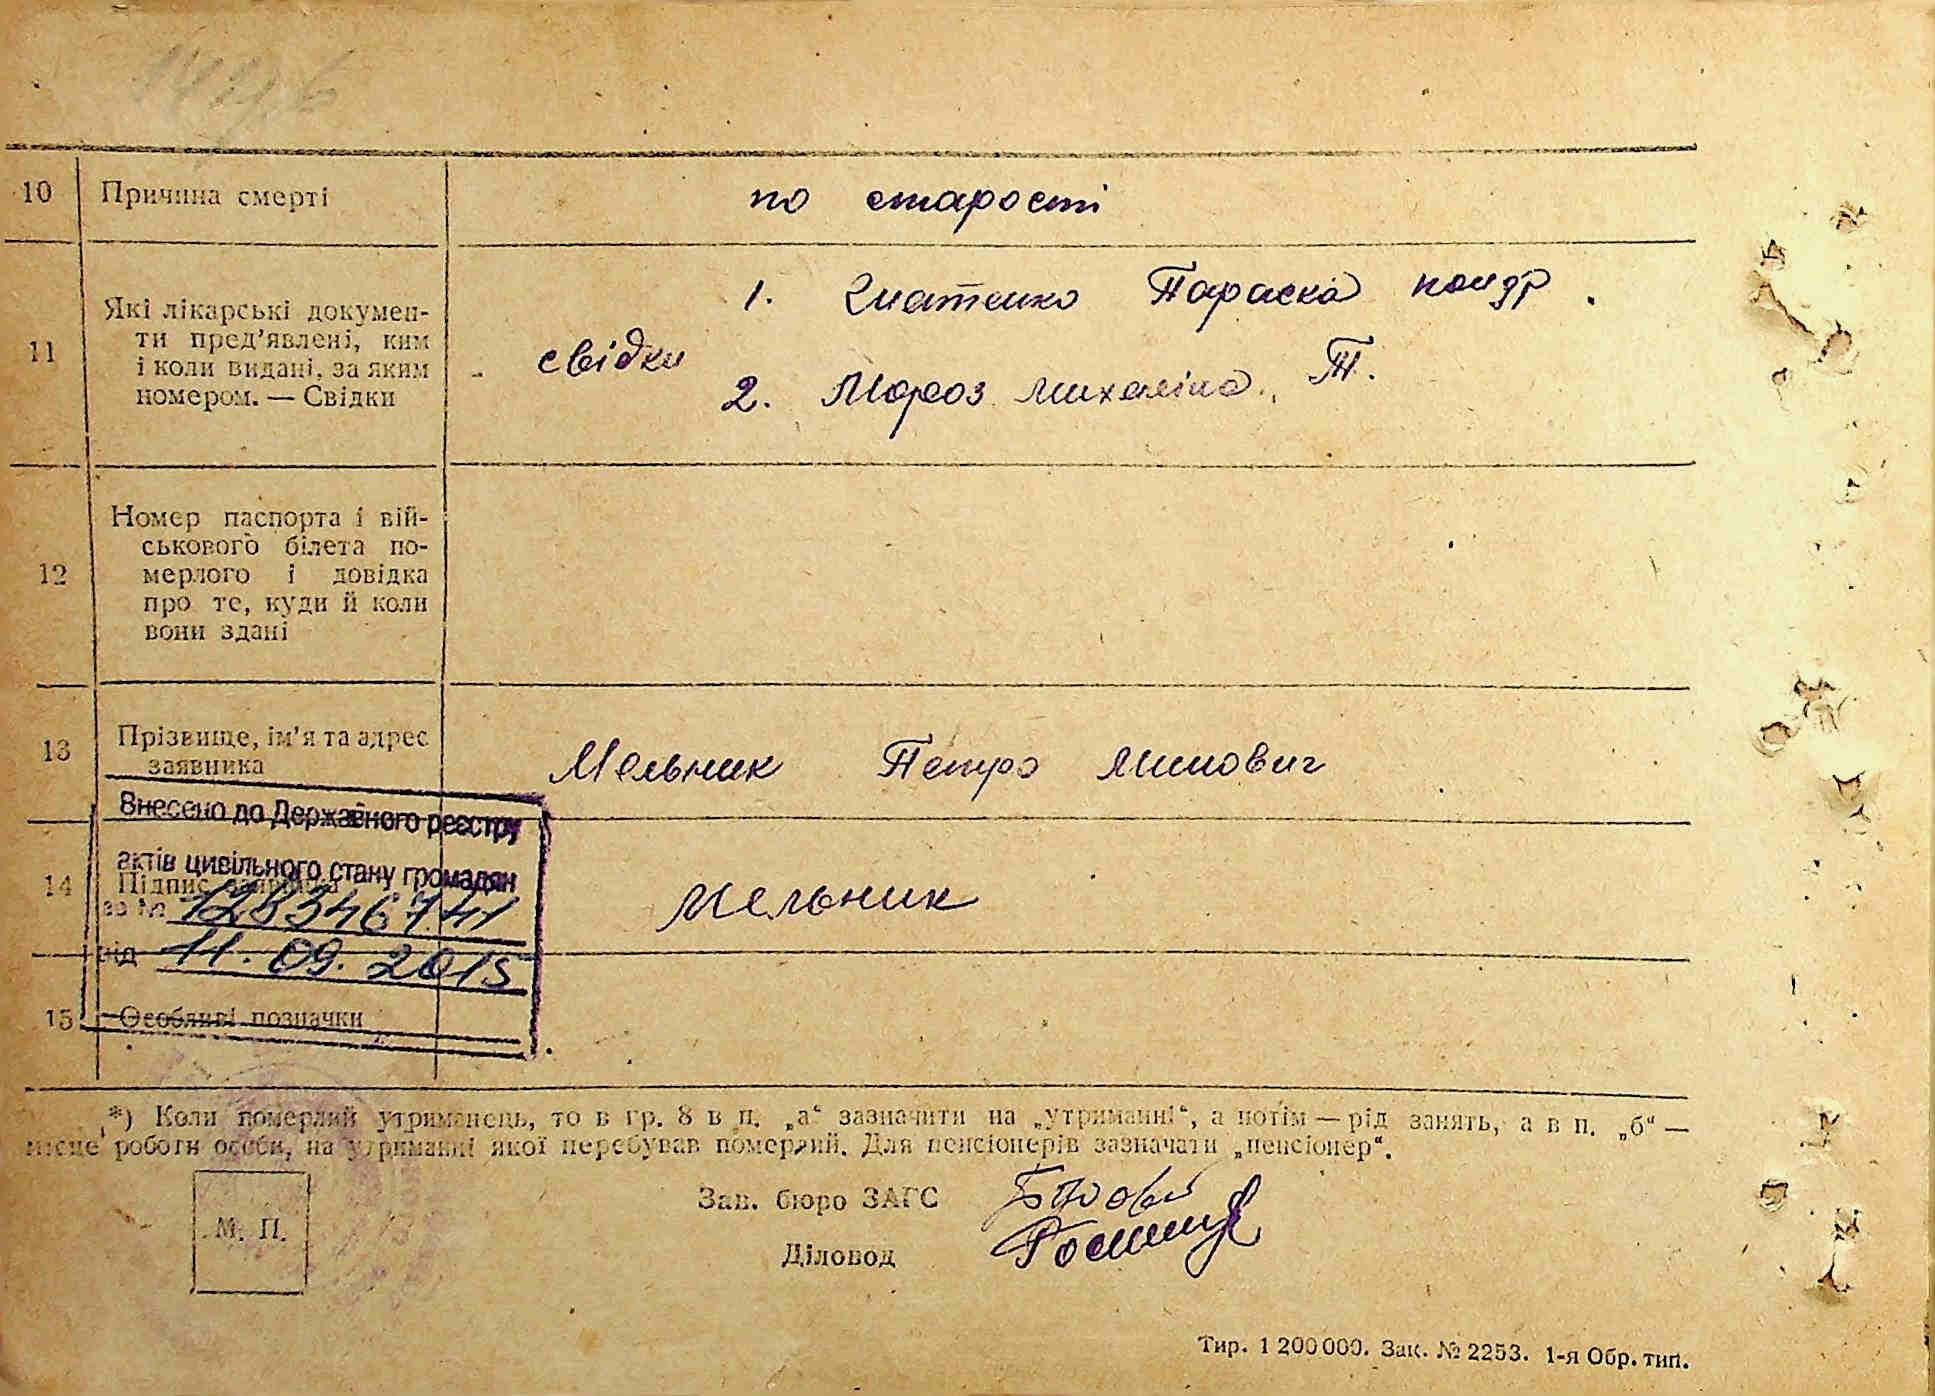 10 Причина смерті по старості
11 Які лікарські докумен-
ти пред'явлені, ким
і коли видані, за яким
номером. — Свідки
свідки
1. Гнатенко Параска кондр.
2. Мороз Михаліна Т.
12 Номер паспорта і вій-
ськового білета по-
мерлого і довідка
про те, куди й коли
вони здані
13 Прізвище, ім'я та адрес
заявника
Мельник Петро Минович
Внесено до Державного реєстру
актів цивільного стану громадян
14 Підпис заявника Мельник
за № 128346741
від 11.09.2015
15 Особливі позначки
*) Коли померлий утриманець, то в гр. 8 в п. „а“ зазначити на „утриманні“, а потім — рід занять, а в п. „б“ —
місце роботи особи, на утриманні якої перебував померлий. Для пенсіонерів зазначати „пенсіонер“.
М. П.
Зав. бюро ЗАГС
Діловод
Тир. 1 200 000. Зак. № 2253. 1-я Обр. тип.